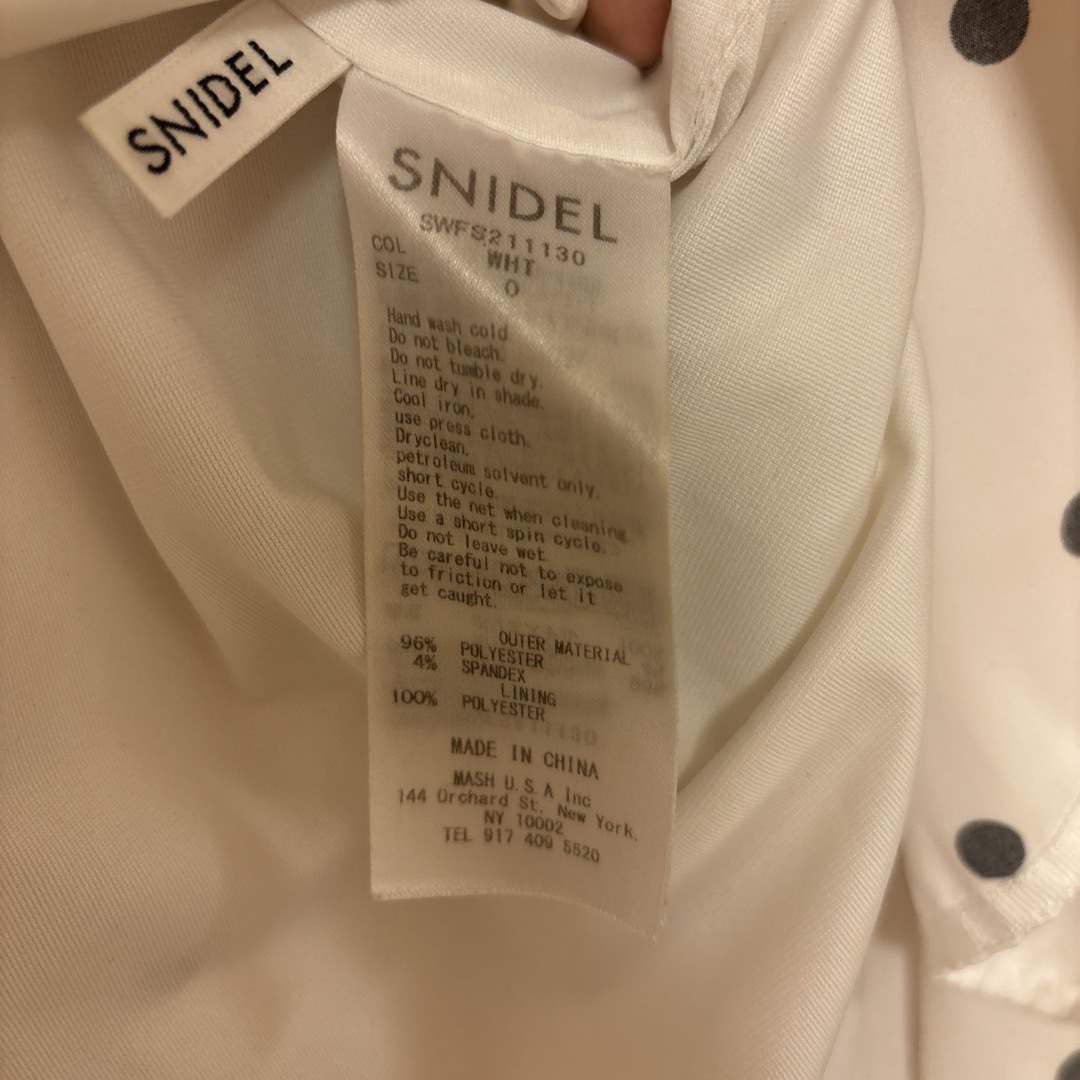 SNIDEL
SNIDEL
SWFS211130
COL WHT
SIZE 0
Hand wash cold.
Do not bleach.
Do not tumble dry.
Line dry in shade.
Cool iron,
use press cloth.
Dryclean,
petroleum solvent only,
short cycle.
Use the net when cleaning
Use a short spin cycle.
Do not leave wet.
Be careful not to expose
to friction or let it
get caught.
OUTER MATERIAL
96% POLYESTER
4% SPANDEX
LINING
100% POLYESTER
MADE IN CHINA
MASH U.S.A Inc
144 Orchard St. New York,
NY 10002
TEL 917 409 5520